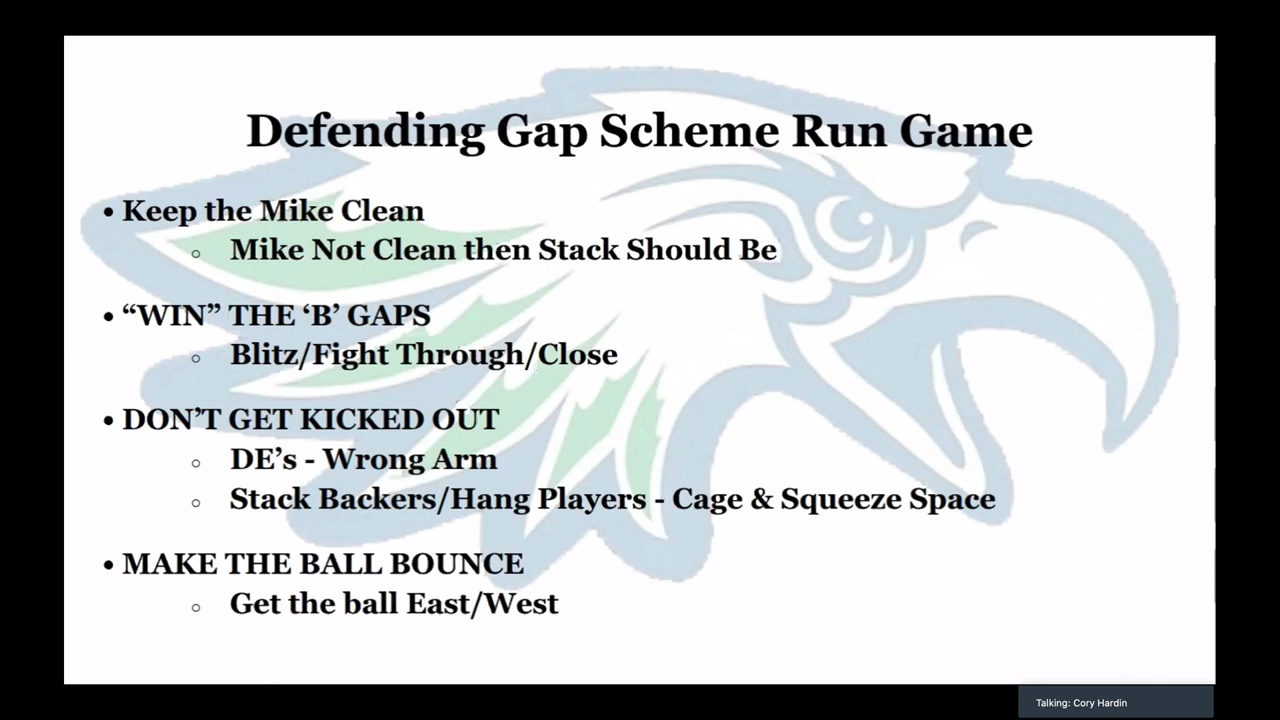 Defending Gap Scheme Run Game
• Keep the Mike Clean
○ Mike Not Clean then Stack Should Be
• “WIN” THE ‘B’ GAPS
○ Blitz/Fight Through/Close
• DON’T GET KICKED OUT
○ DE’s - Wrong Arm
○ Stack Backers/Hang Players - Cage & Squeeze Space
• MAKE THE BALL BOUNCE
○ Get the ball East/West
Talking: Cory Hardin